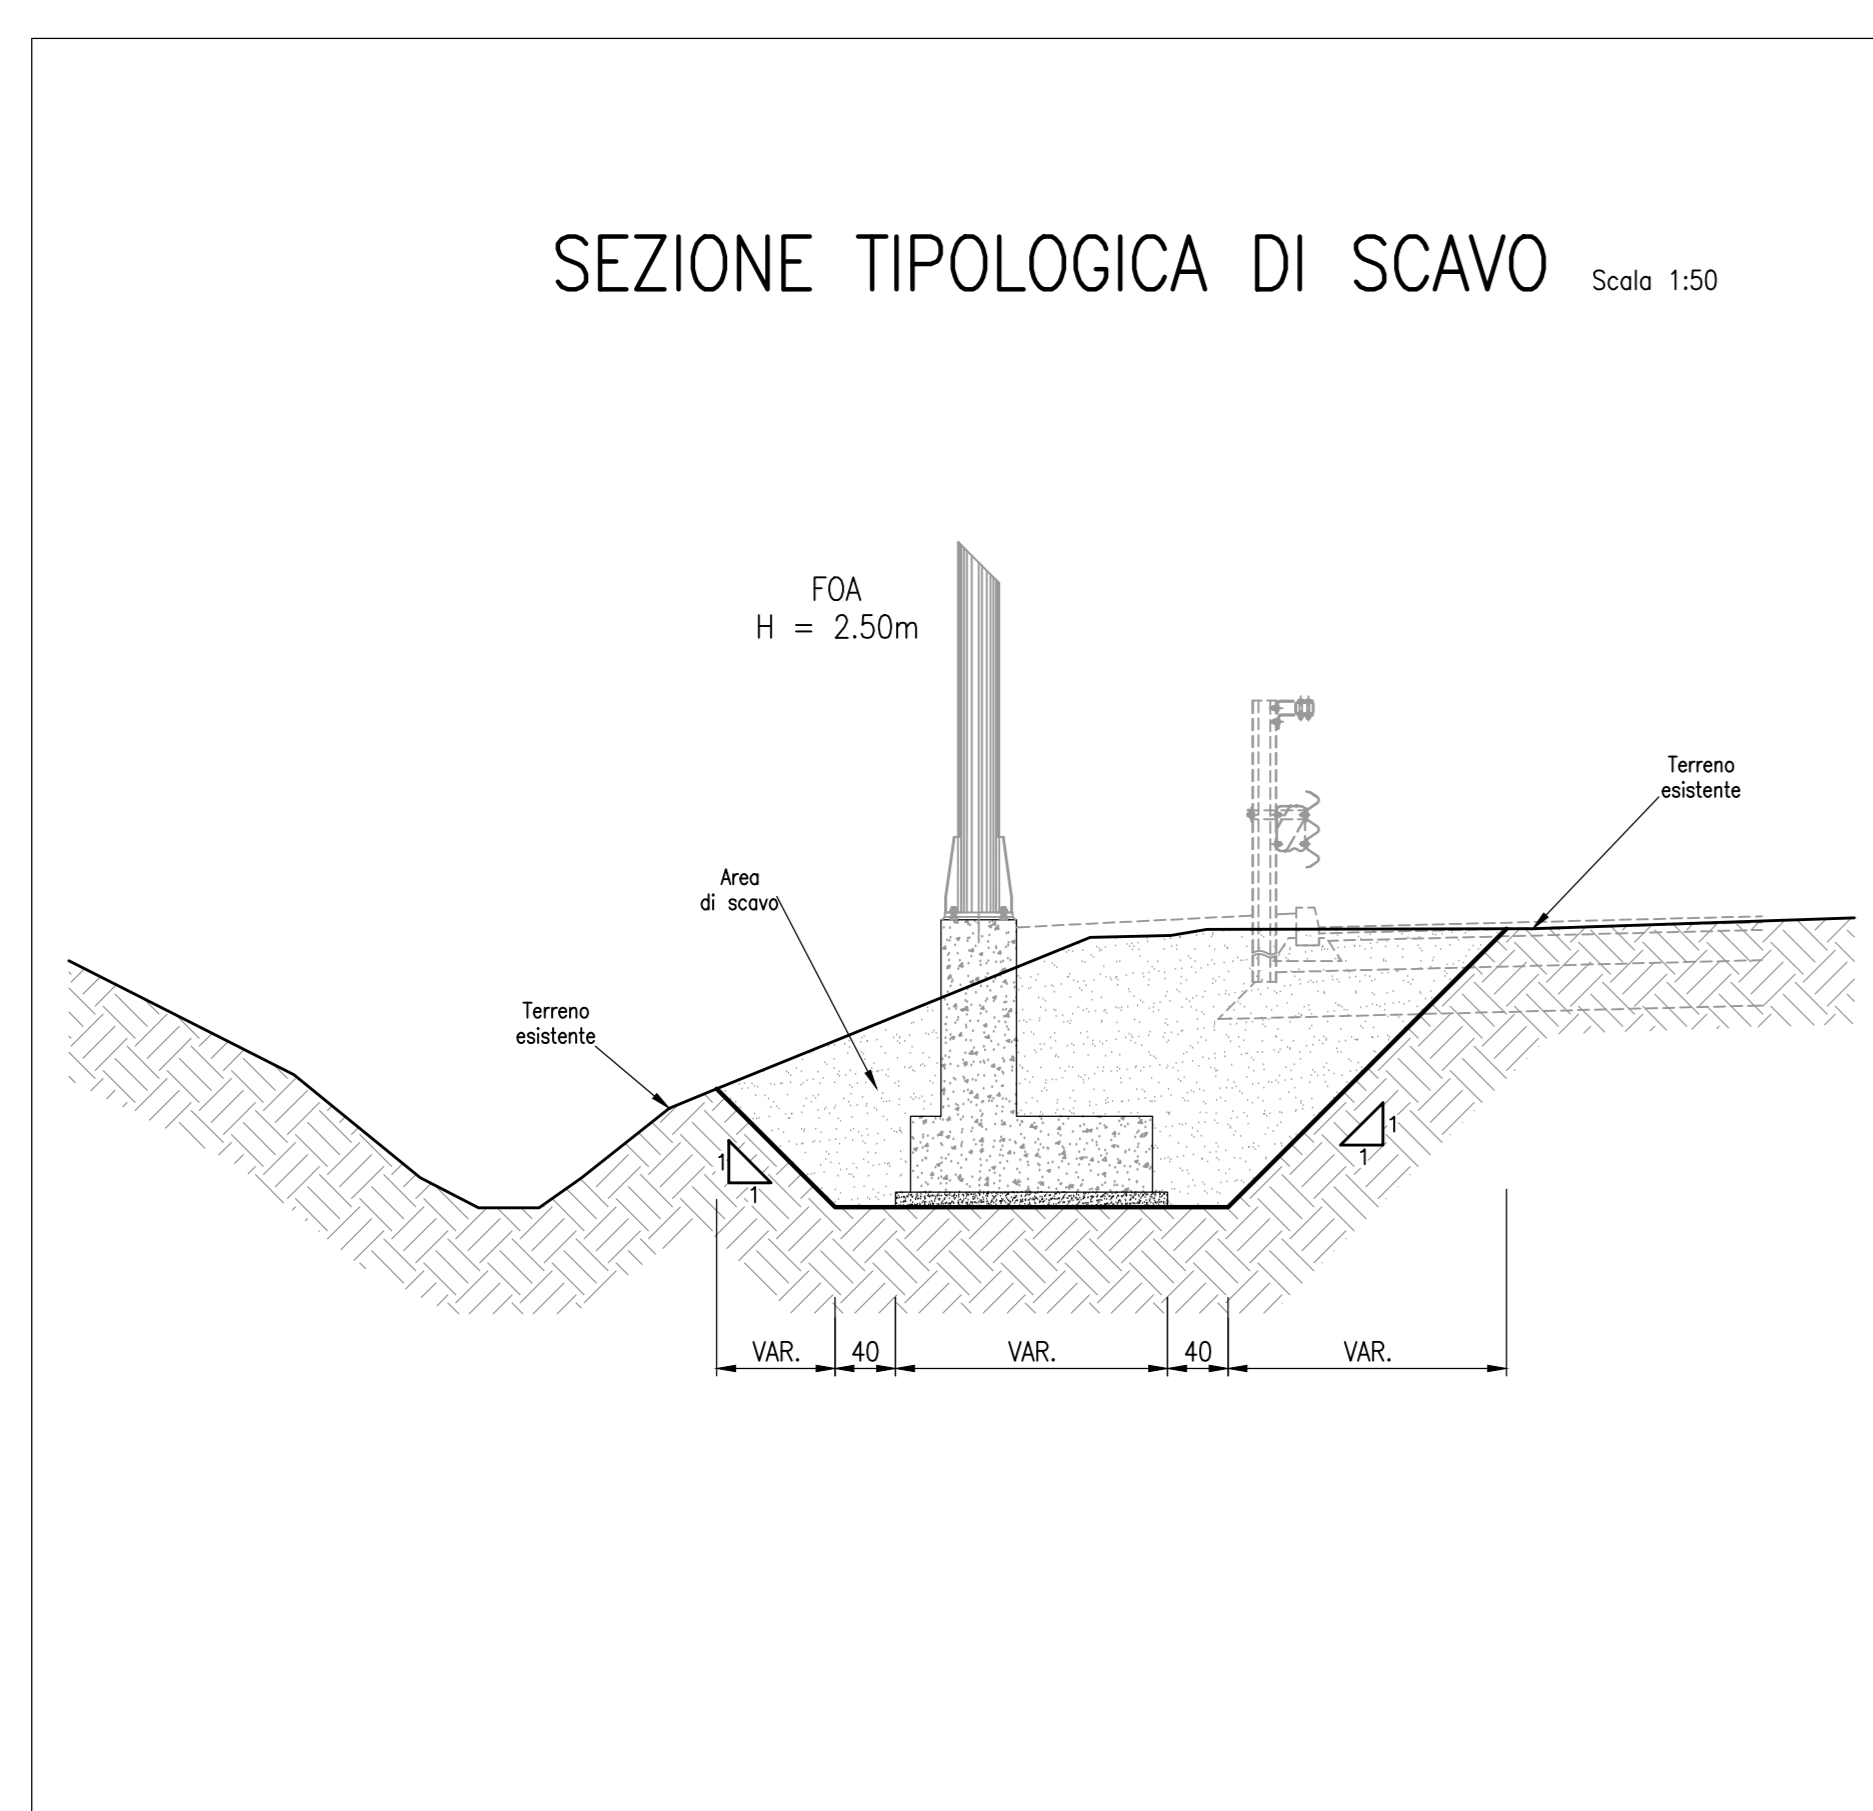 SEZIONE TIPOLOGICA DI SCAVO Scala 1:50
FOA
H = 2.50m
Terreno
esistente
Area
di scavo
Terreno
esistente
1
1
1
1
VAR.
40
VAR.
40
VAR.